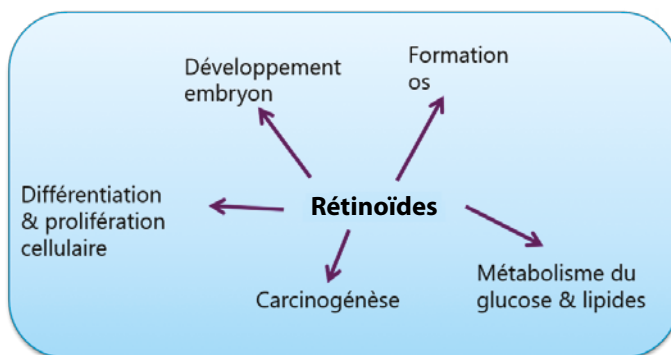 Développement
embryon
Formation
os
Différentiation
& prolifération
cellulaire
Rétinoïdes
Carcinogénèse
Métabolisme du
glucose & lipides